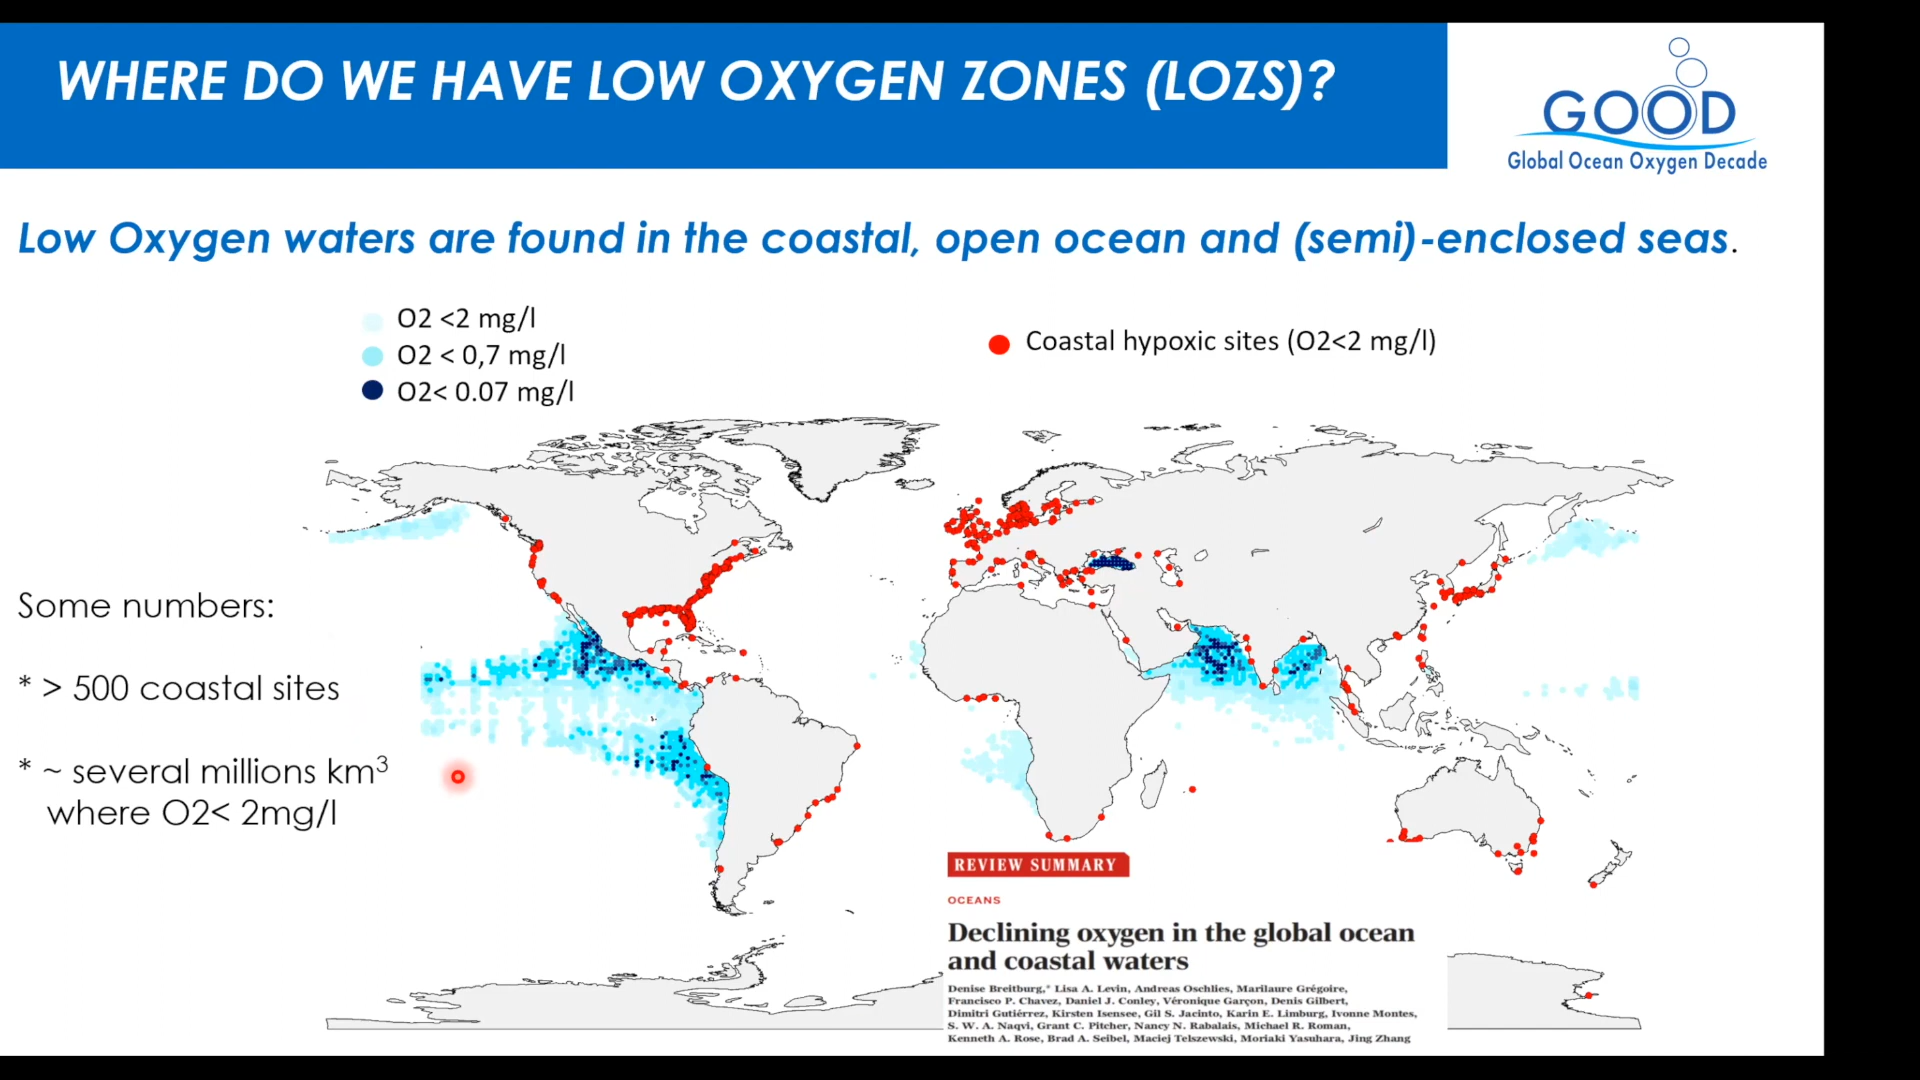 WHERE DO WE HAVE LOW OXYGEN ZONES (LOZS)?
GOOD
Global Ocean Oxygen Decade
Low Oxygen waters are found in the coastal, open ocean and (semi)-enclosed seas.
O2 <2 mg/l
O2 < 0,7 mg/l
O2< 0.07 mg/l
Coastal hypoxic sites (O2<2 mg/l)
Some numbers:
* > 500 coastal sites
* ~ several millions km³
where O2< 2mg/l
REVIEW SUMMARY
OCEANS
Declining oxygen in the global ocean
and coastal waters
Denise Breitburg,* Lisa A. Levin, Andreas Oschlies, Marilaure Grégoire,
Francisco P. Chavez, Daniel J. Conley, Véronique Garçon, Denis Gilbert,
Dimitri Gutiérrez, Kirsten Isensee, Gil S. Jacinto, Karin E. Limburg, Ivonne Montes,
S. W. A. Naqvi, Grant C. Pitcher, Nancy N. Rabalais, Michael R. Roman,
Kenneth A. Rose, Brad A. Seibel, Maciej Telszewski, Moriaki Yasuhara, Jing Zhang